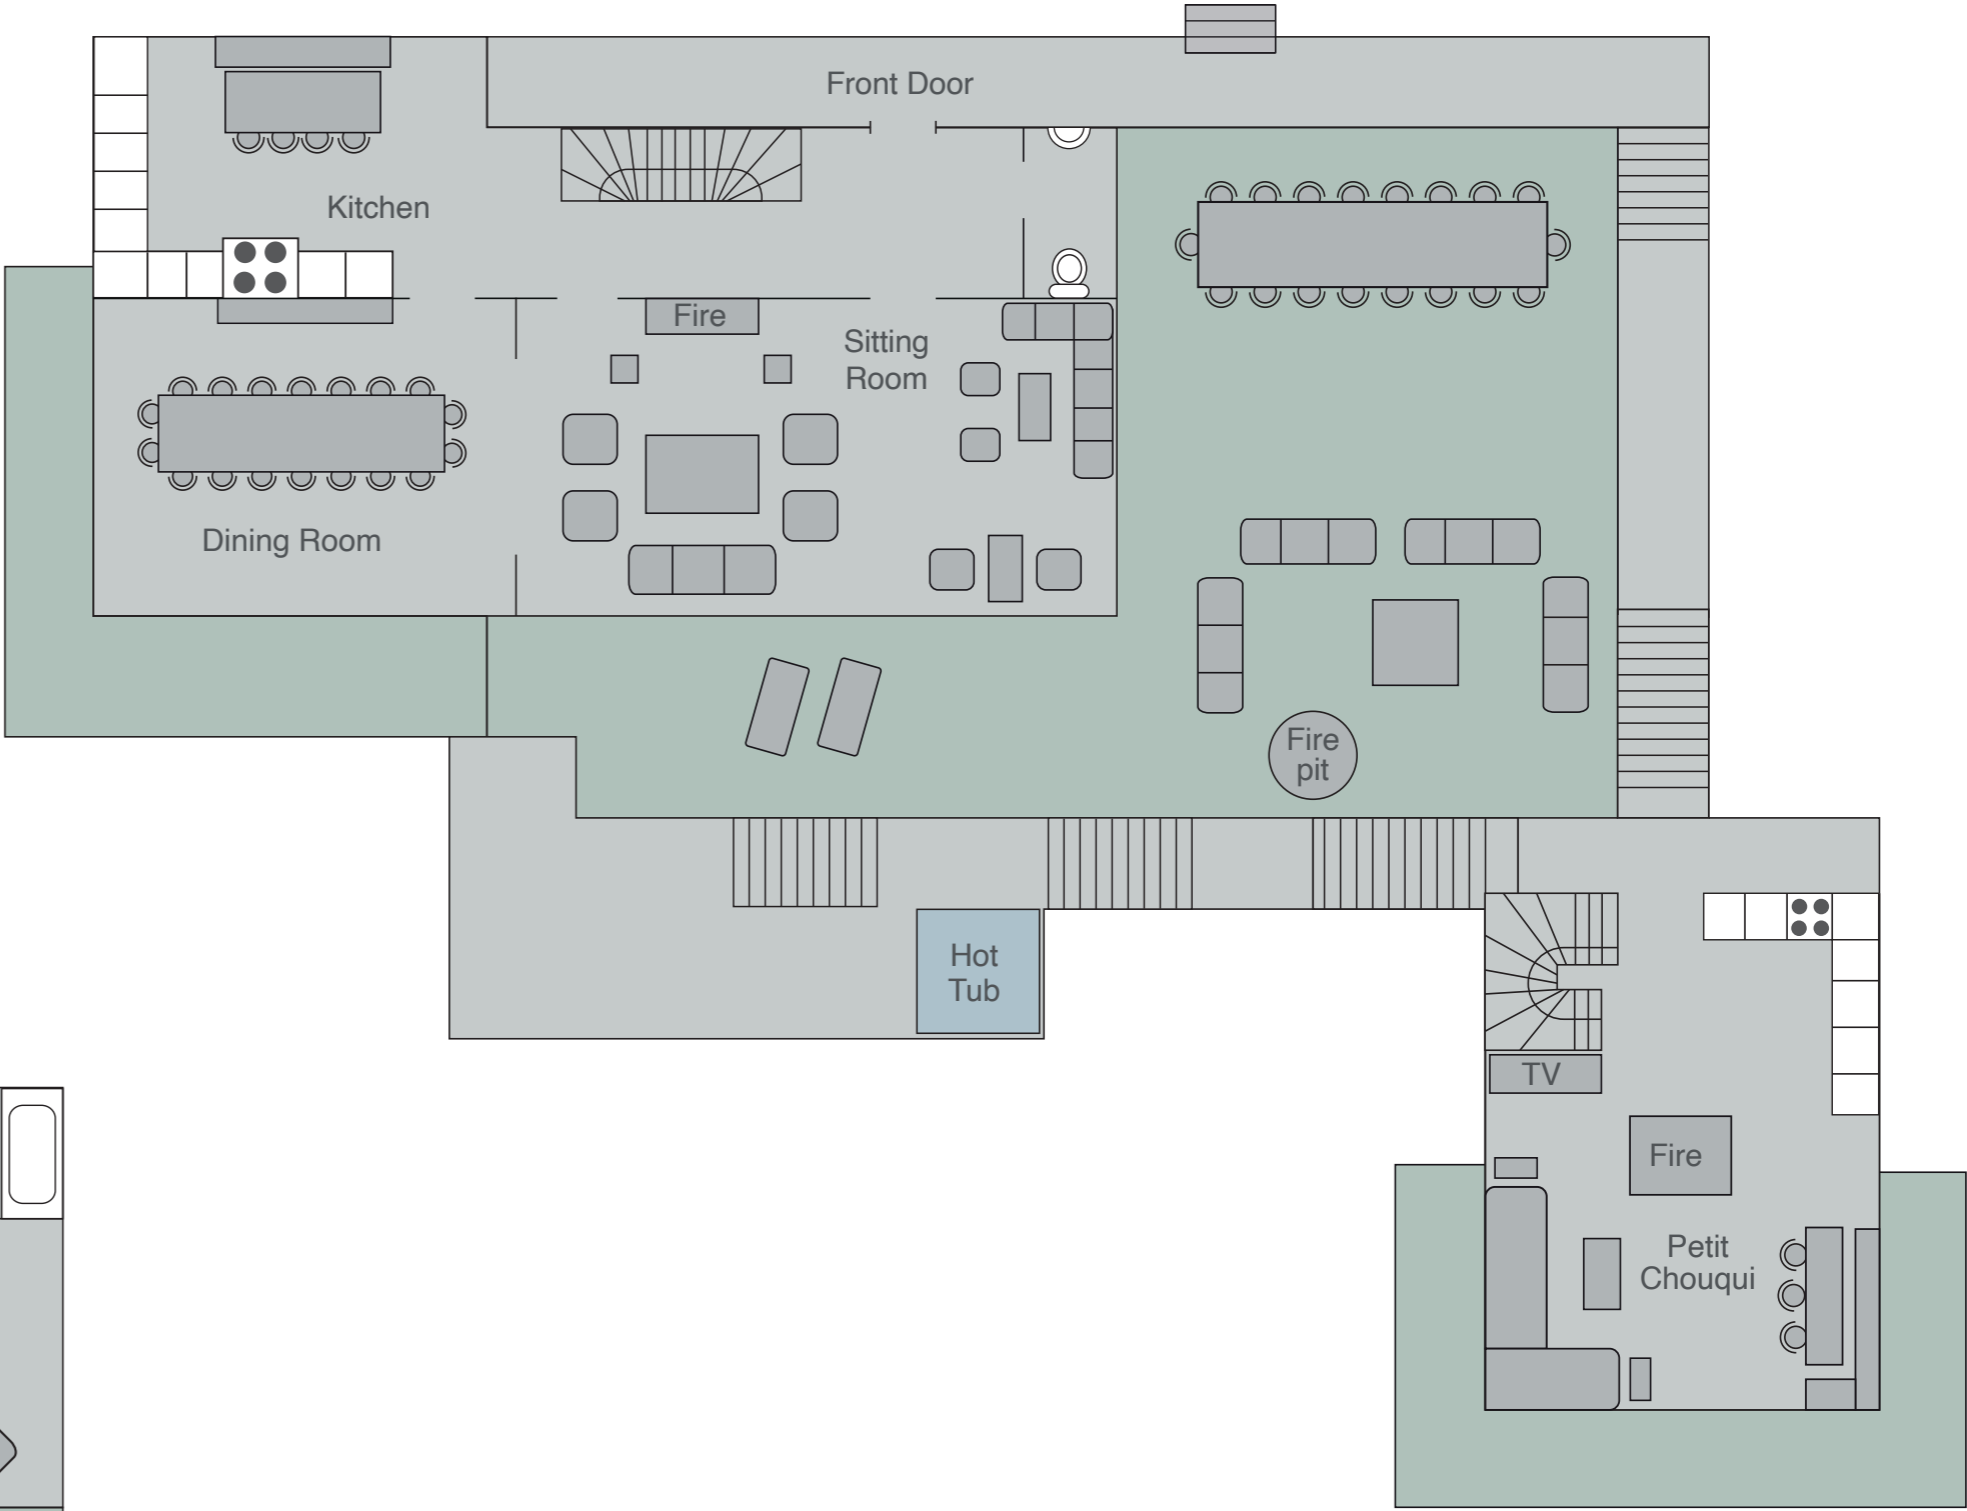 Front Door
Kitchen
Fire
Sitting
Room
Dining Room
Fire
pit
Hot
Tub
TV
Fire
Petit
Chouqui